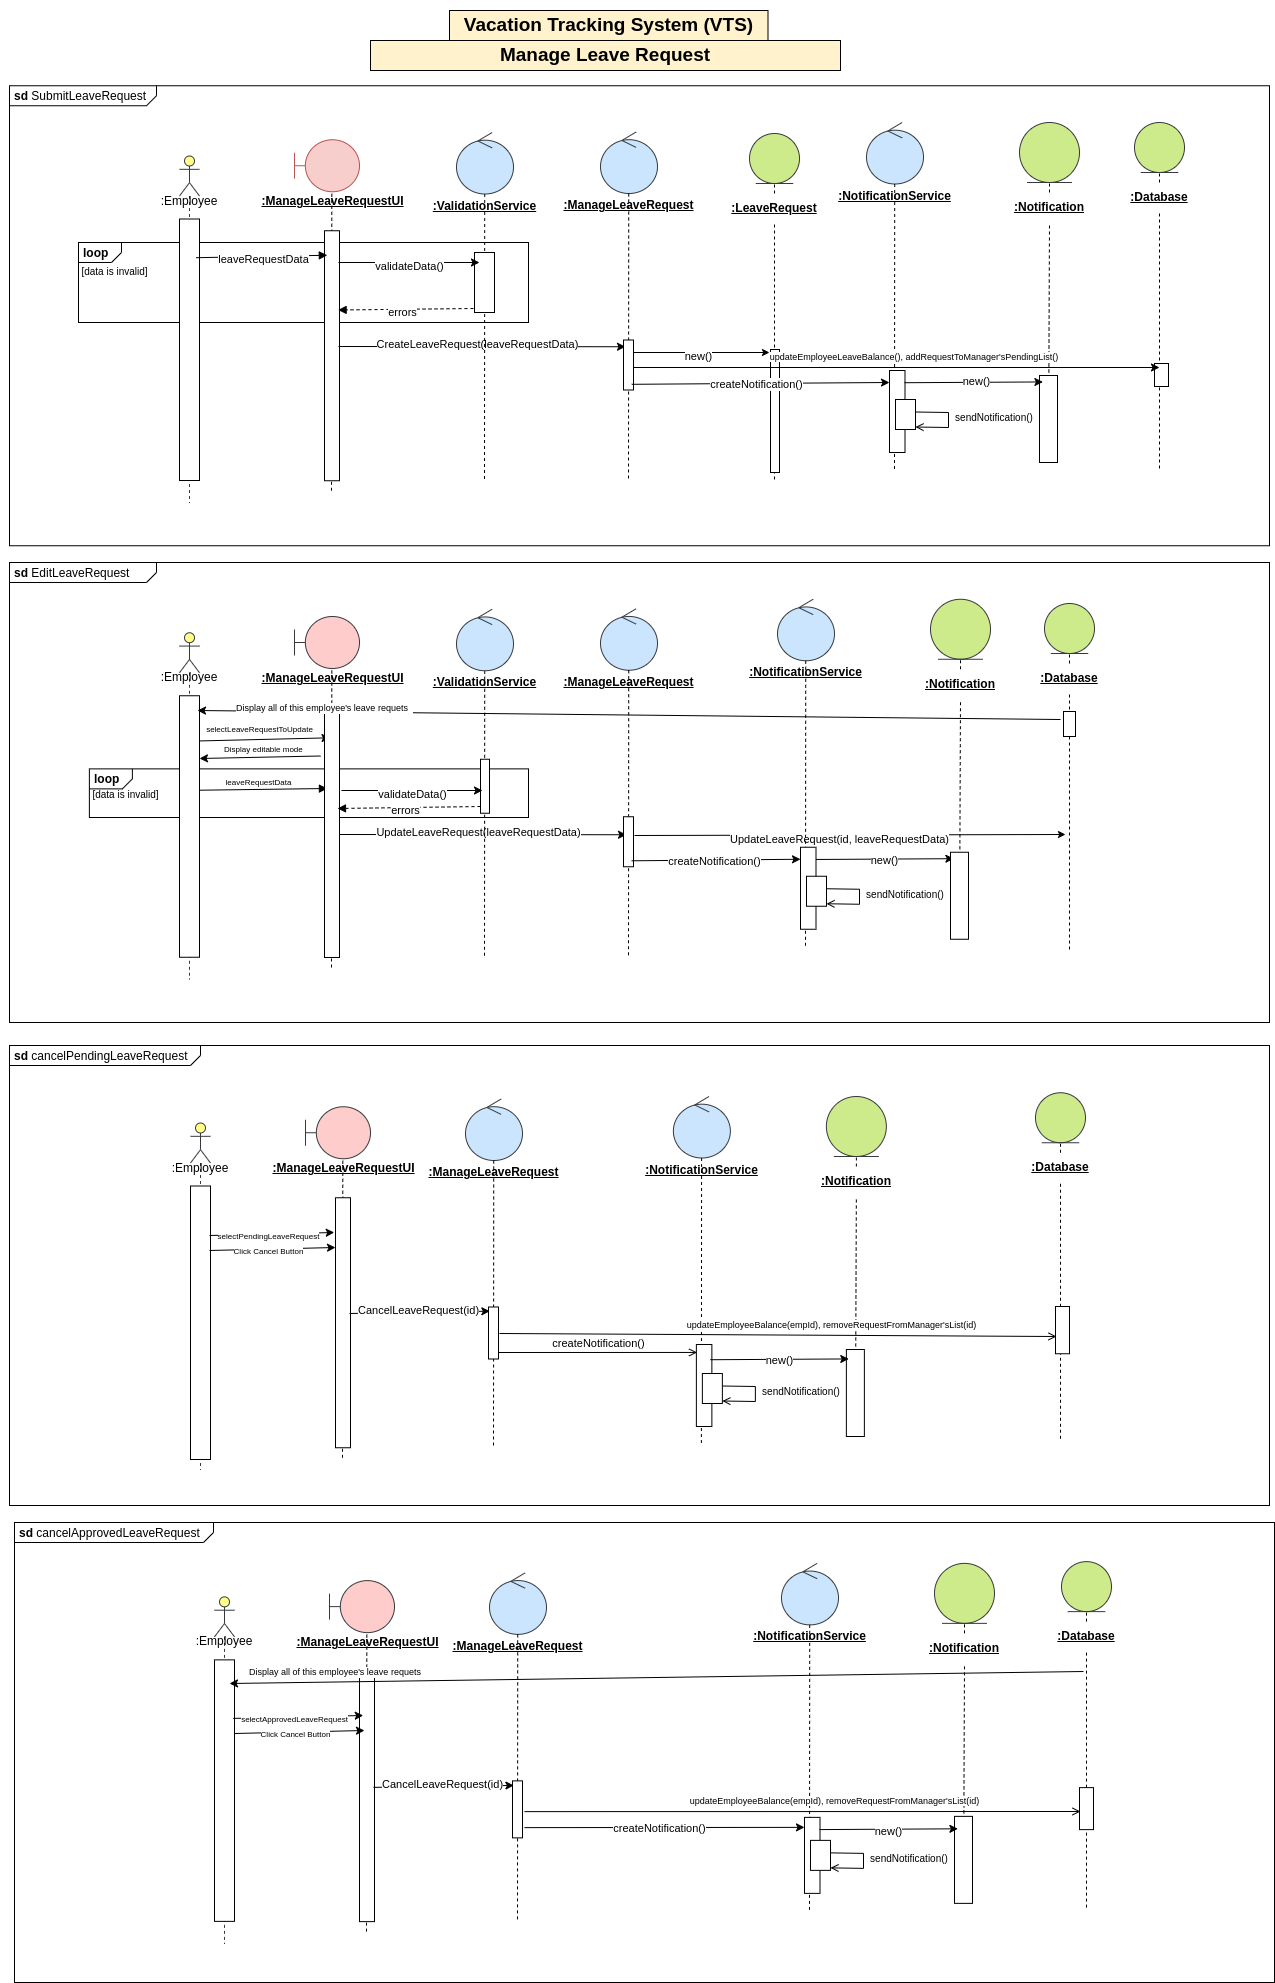 Vacation Tracking System (VTS)
Manage Leave Request
sd SubmitLeaveRequest
:Employee
:ManageLeaveRequestUI
:ValidationService
:ManageLeaveRequest
:LeaveRequest
:NotificationService
:Notification
:Database
loop
[data is invalid]
leaveRequestData
validateData()
errors
CreateLeaveRequest(leaveRequestData)
new()
updateEmployeeLeaveBalance(), addRequestToManager'sPendingList()
createNotification()
new()
sendNotification()
sd EditLeaveRequest
:Employee
:ManageLeaveRequestUI
:ValidationService
:ManageLeaveRequest
:NotificationService
:Notification
:Database
Display all of this employee's leave requets
selectLeaveRequestToUpdate
Display editable mode
loop
[data is invalid]
leaveRequestData
validateData()
errors
UpdateLeaveRequest(leaveRequestData)
UpdateLeaveRequest(id, leaveRequestData)
createNotification()
new()
sendNotification()
sd cancelPendingLeaveRequest
:Employee
:ManageLeaveRequestUI
:ManageLeaveRequest
:NotificationService
:Notification
:Database
selectPendingLeaveRequest
Click Cancel Button
CancelLeaveRequest(id)
updateEmployeeBalance(empId), removeRequestFromManager'sList(id)
createNotification()
new()
sendNotification()
sd cancelApprovedLeaveRequest
:Employee
:ManageLeaveRequestUI
:ManageLeaveRequest
:NotificationService
:Notification
:Database
Display all of this employee's leave requets
selectApprovedLeaveRequest
Click Cancel Button
CancelLeaveRequest(id)
updateEmployeeBalance(empId), removeRequestFromManager'sList(id)
createNotification()
new()
sendNotification()